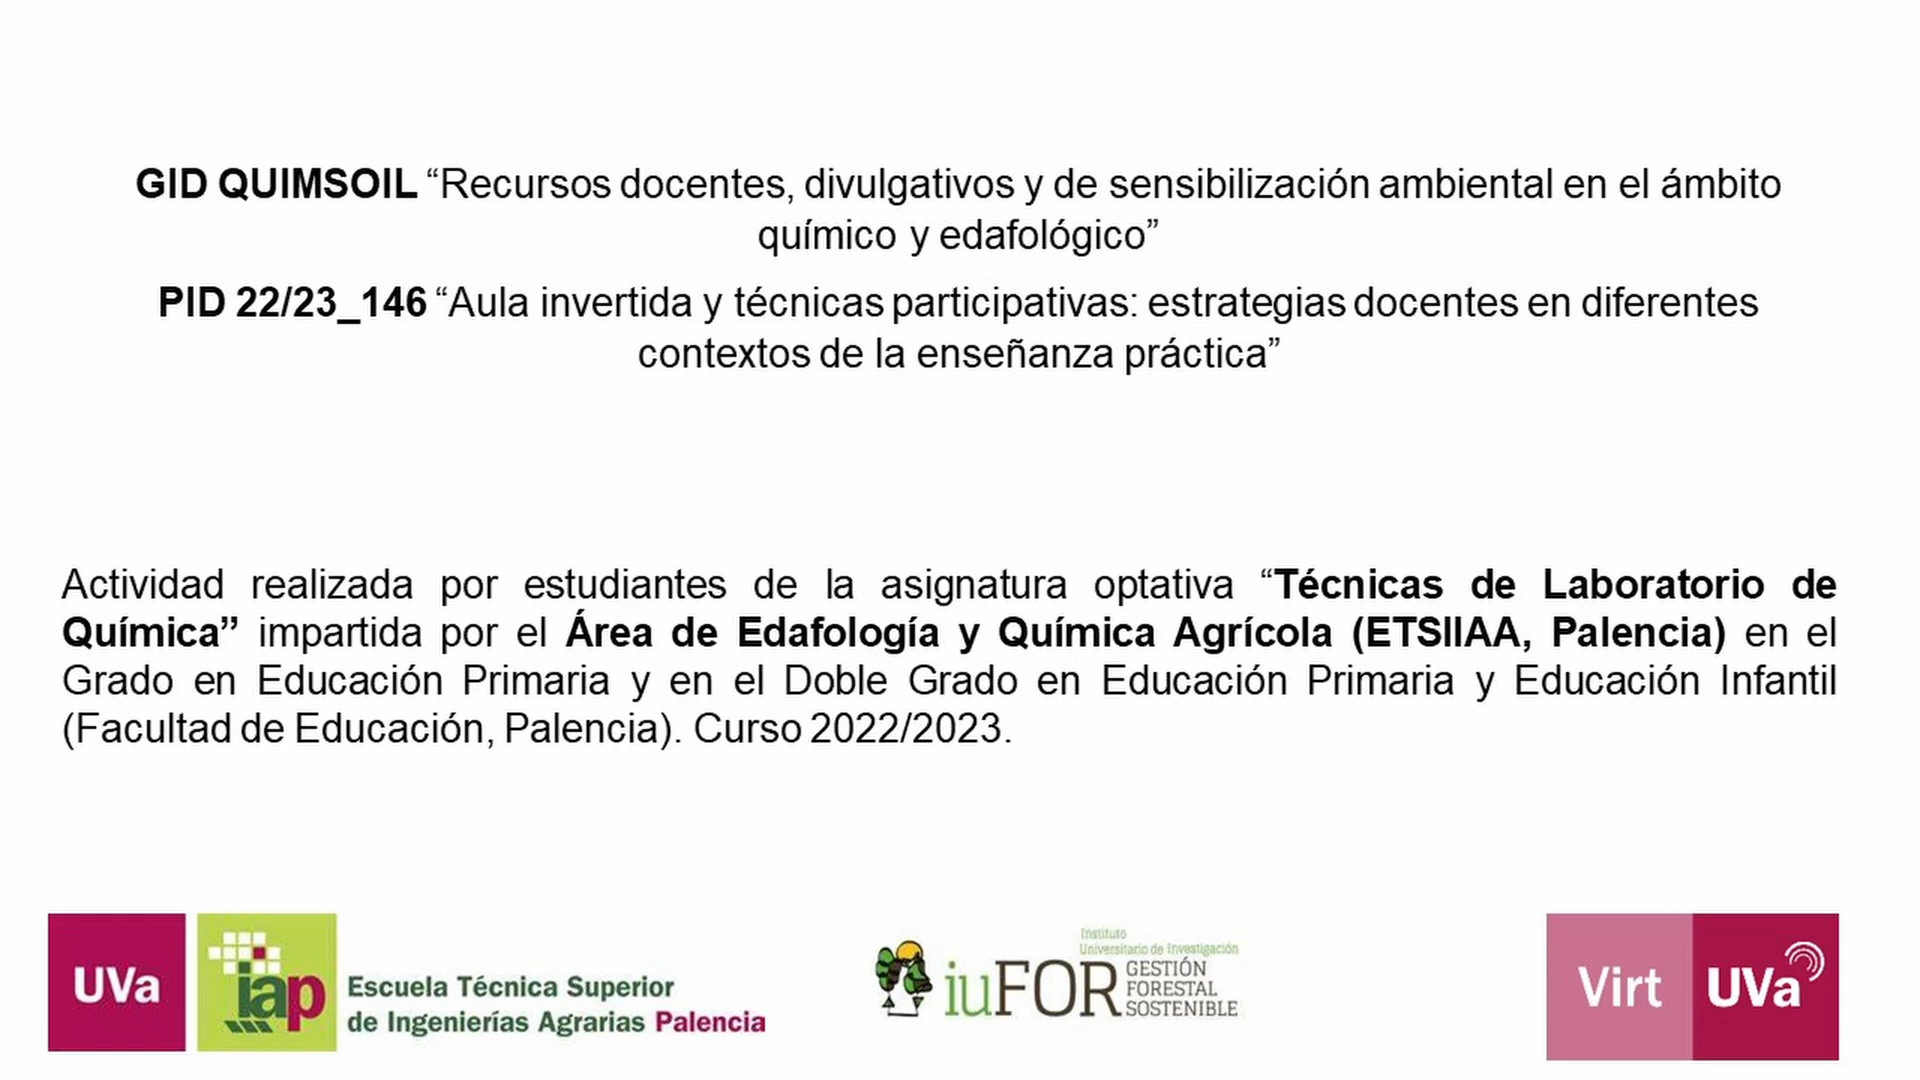 GID QUIMSOIL “Recursos docentes, divulgativos y de sensibilización ambiental en el ámbito
químico y edafológico”
PID 22/23_146 “Aula invertida y técnicas participativas: estrategias docentes en diferentes
contextos de la enseñanza práctica”
Actividad realizada por estudiantes de la asignatura optativa “Técnicas de Laboratorio de
Química” impartida por el Área de Edafología y Química Agrícola (ETSIIAA, Palencia) en el
Grado en Educación Primaria y en el Doble Grado en Educación Primaria y Educación Infantil
(Facultad de Educación, Palencia). Curso 2022/2023.
UVa
iap
Escuela Técnica Superior
de Ingenierías Agrarias Palencia
Instituto
Universitario de Investigación
iuFOR
GESTIÓN
FORESTAL
SOSTENIBLE
Virt UVa